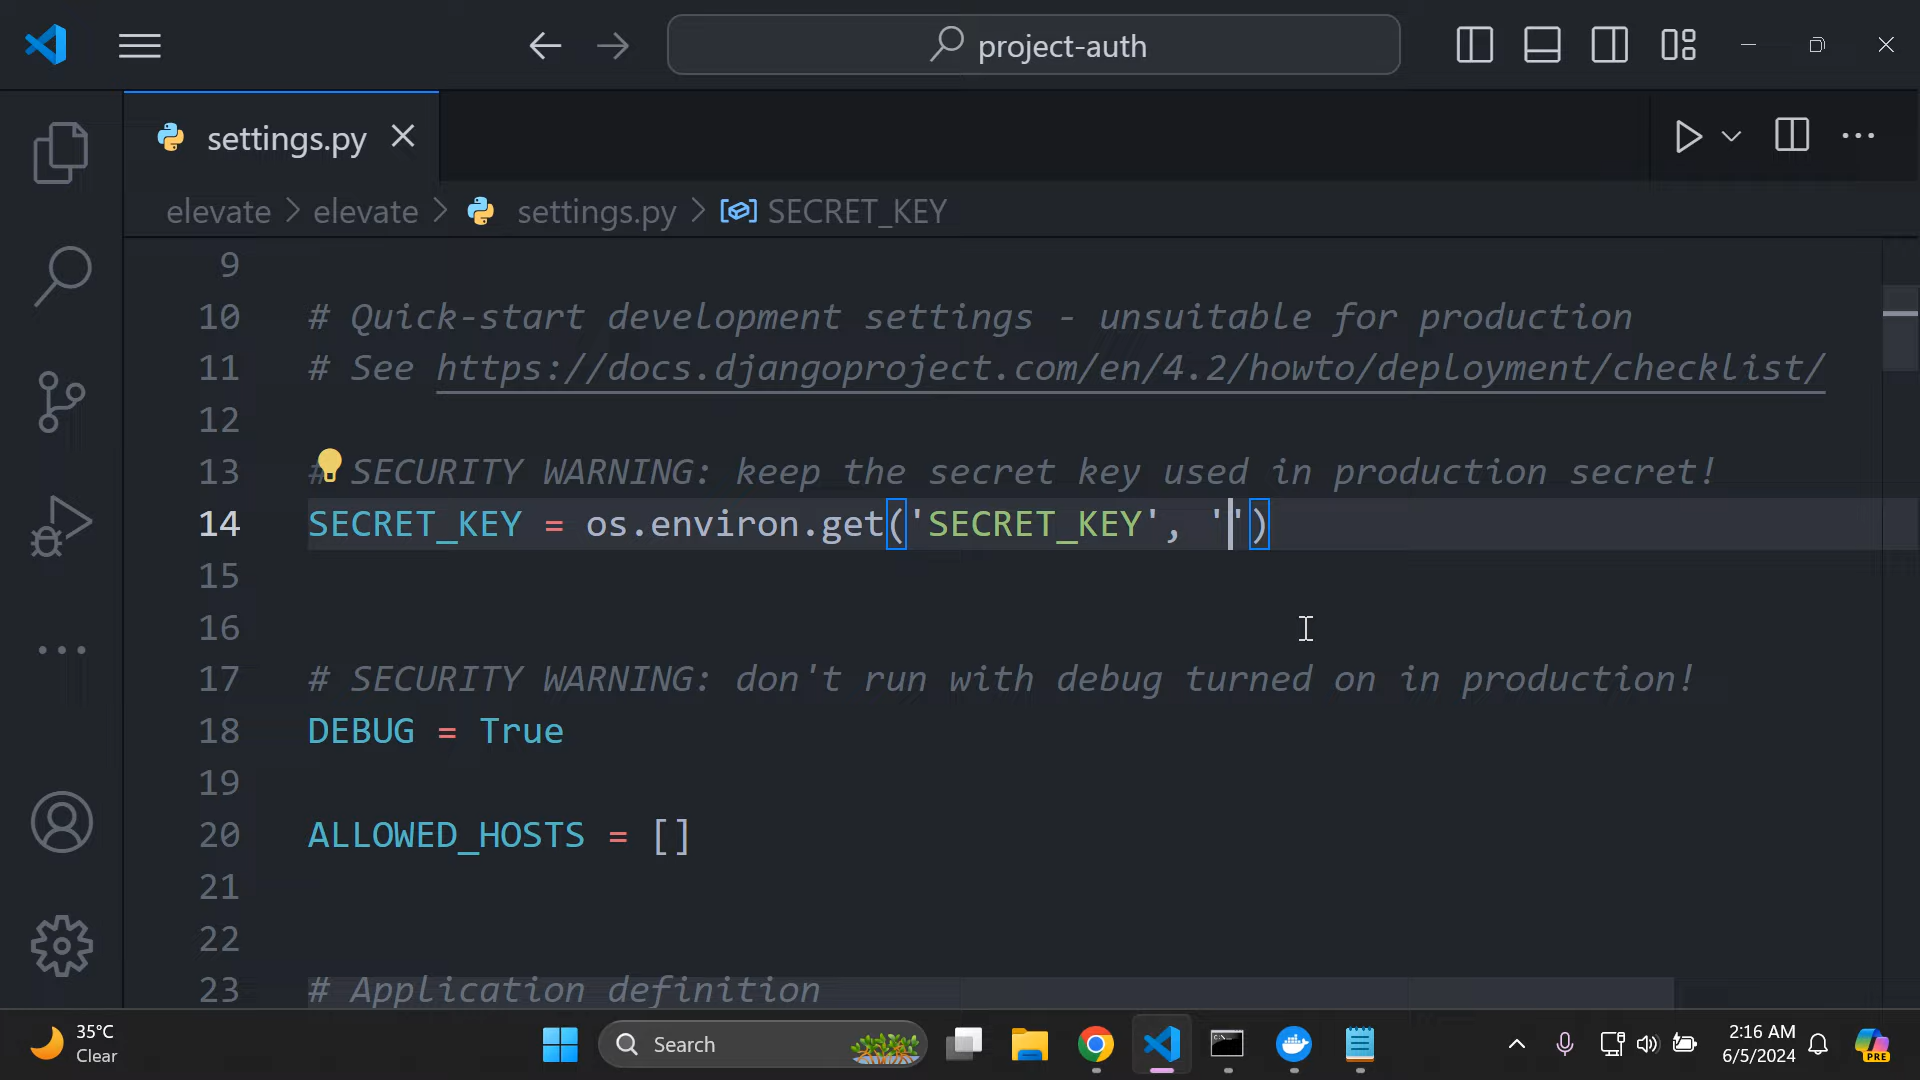 project-auth
settings.py
elevate > elevate > settings.py > SECRET_KEY
9
10 # Quick-start development settings - unsuitable for production
11 # See https://docs.djangoproject.com/en/4.2/howto/deployment/checklist/
12
13 # SECURITY WARNING: keep the secret key used in production secret!
14 SECRET_KEY = os.environ.get('SECRET_KEY', '')
15
16
17 # SECURITY WARNING: don't run with debug turned on in production!
18 DEBUG = True
19
20 ALLOWED_HOSTS = []
21
22
23 # Application definition
35°C
Clear
Search
2:16 AM
6/5/2024
PRE